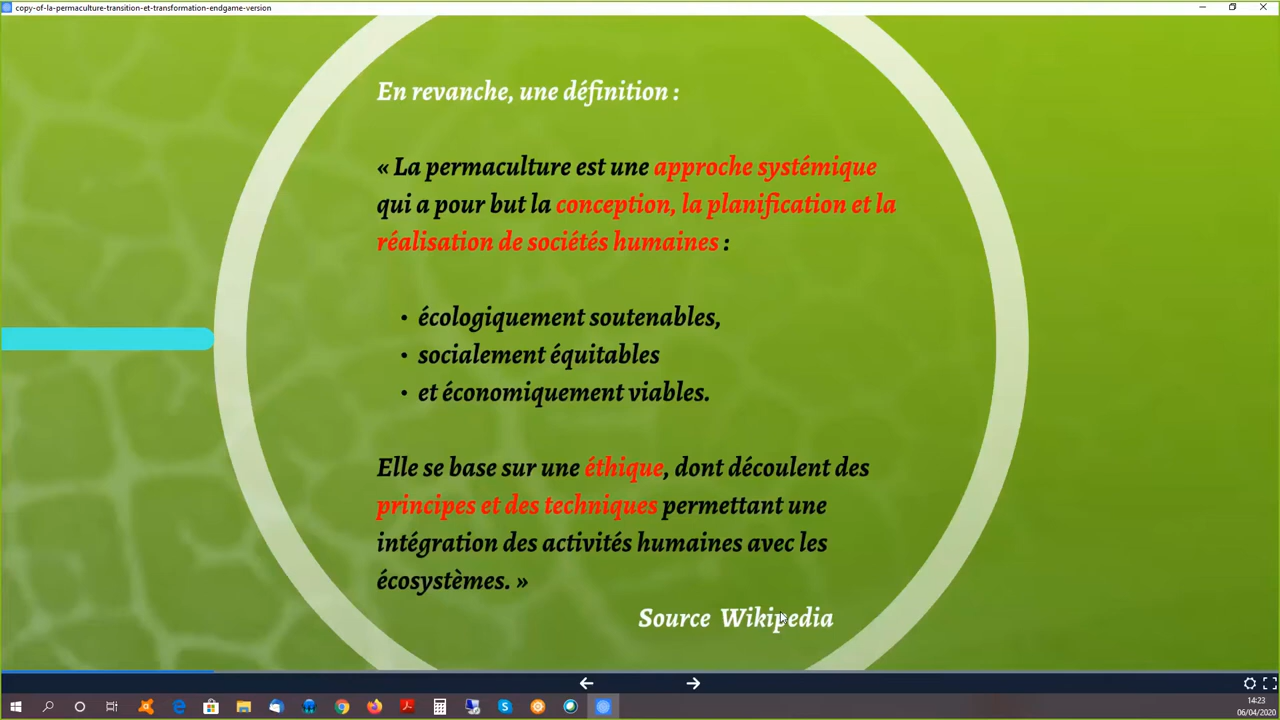 copy-of-la-permaculture-transition-et-transformation-endgame-version
En revanche, une définition :
« La permaculture est une approche systémique
qui a pour but la conception, la planification et la
réalisation de sociétés humaines :
• écologiquement soutenables,
• socialement équitables
• et économiquement viables.
Elle se base sur une éthique, dont découlent des
principes et des techniques permettant une
intégration des activités humaines avec les
écosystèmes. »
Source Wikipedia
14:23
06/04/2020